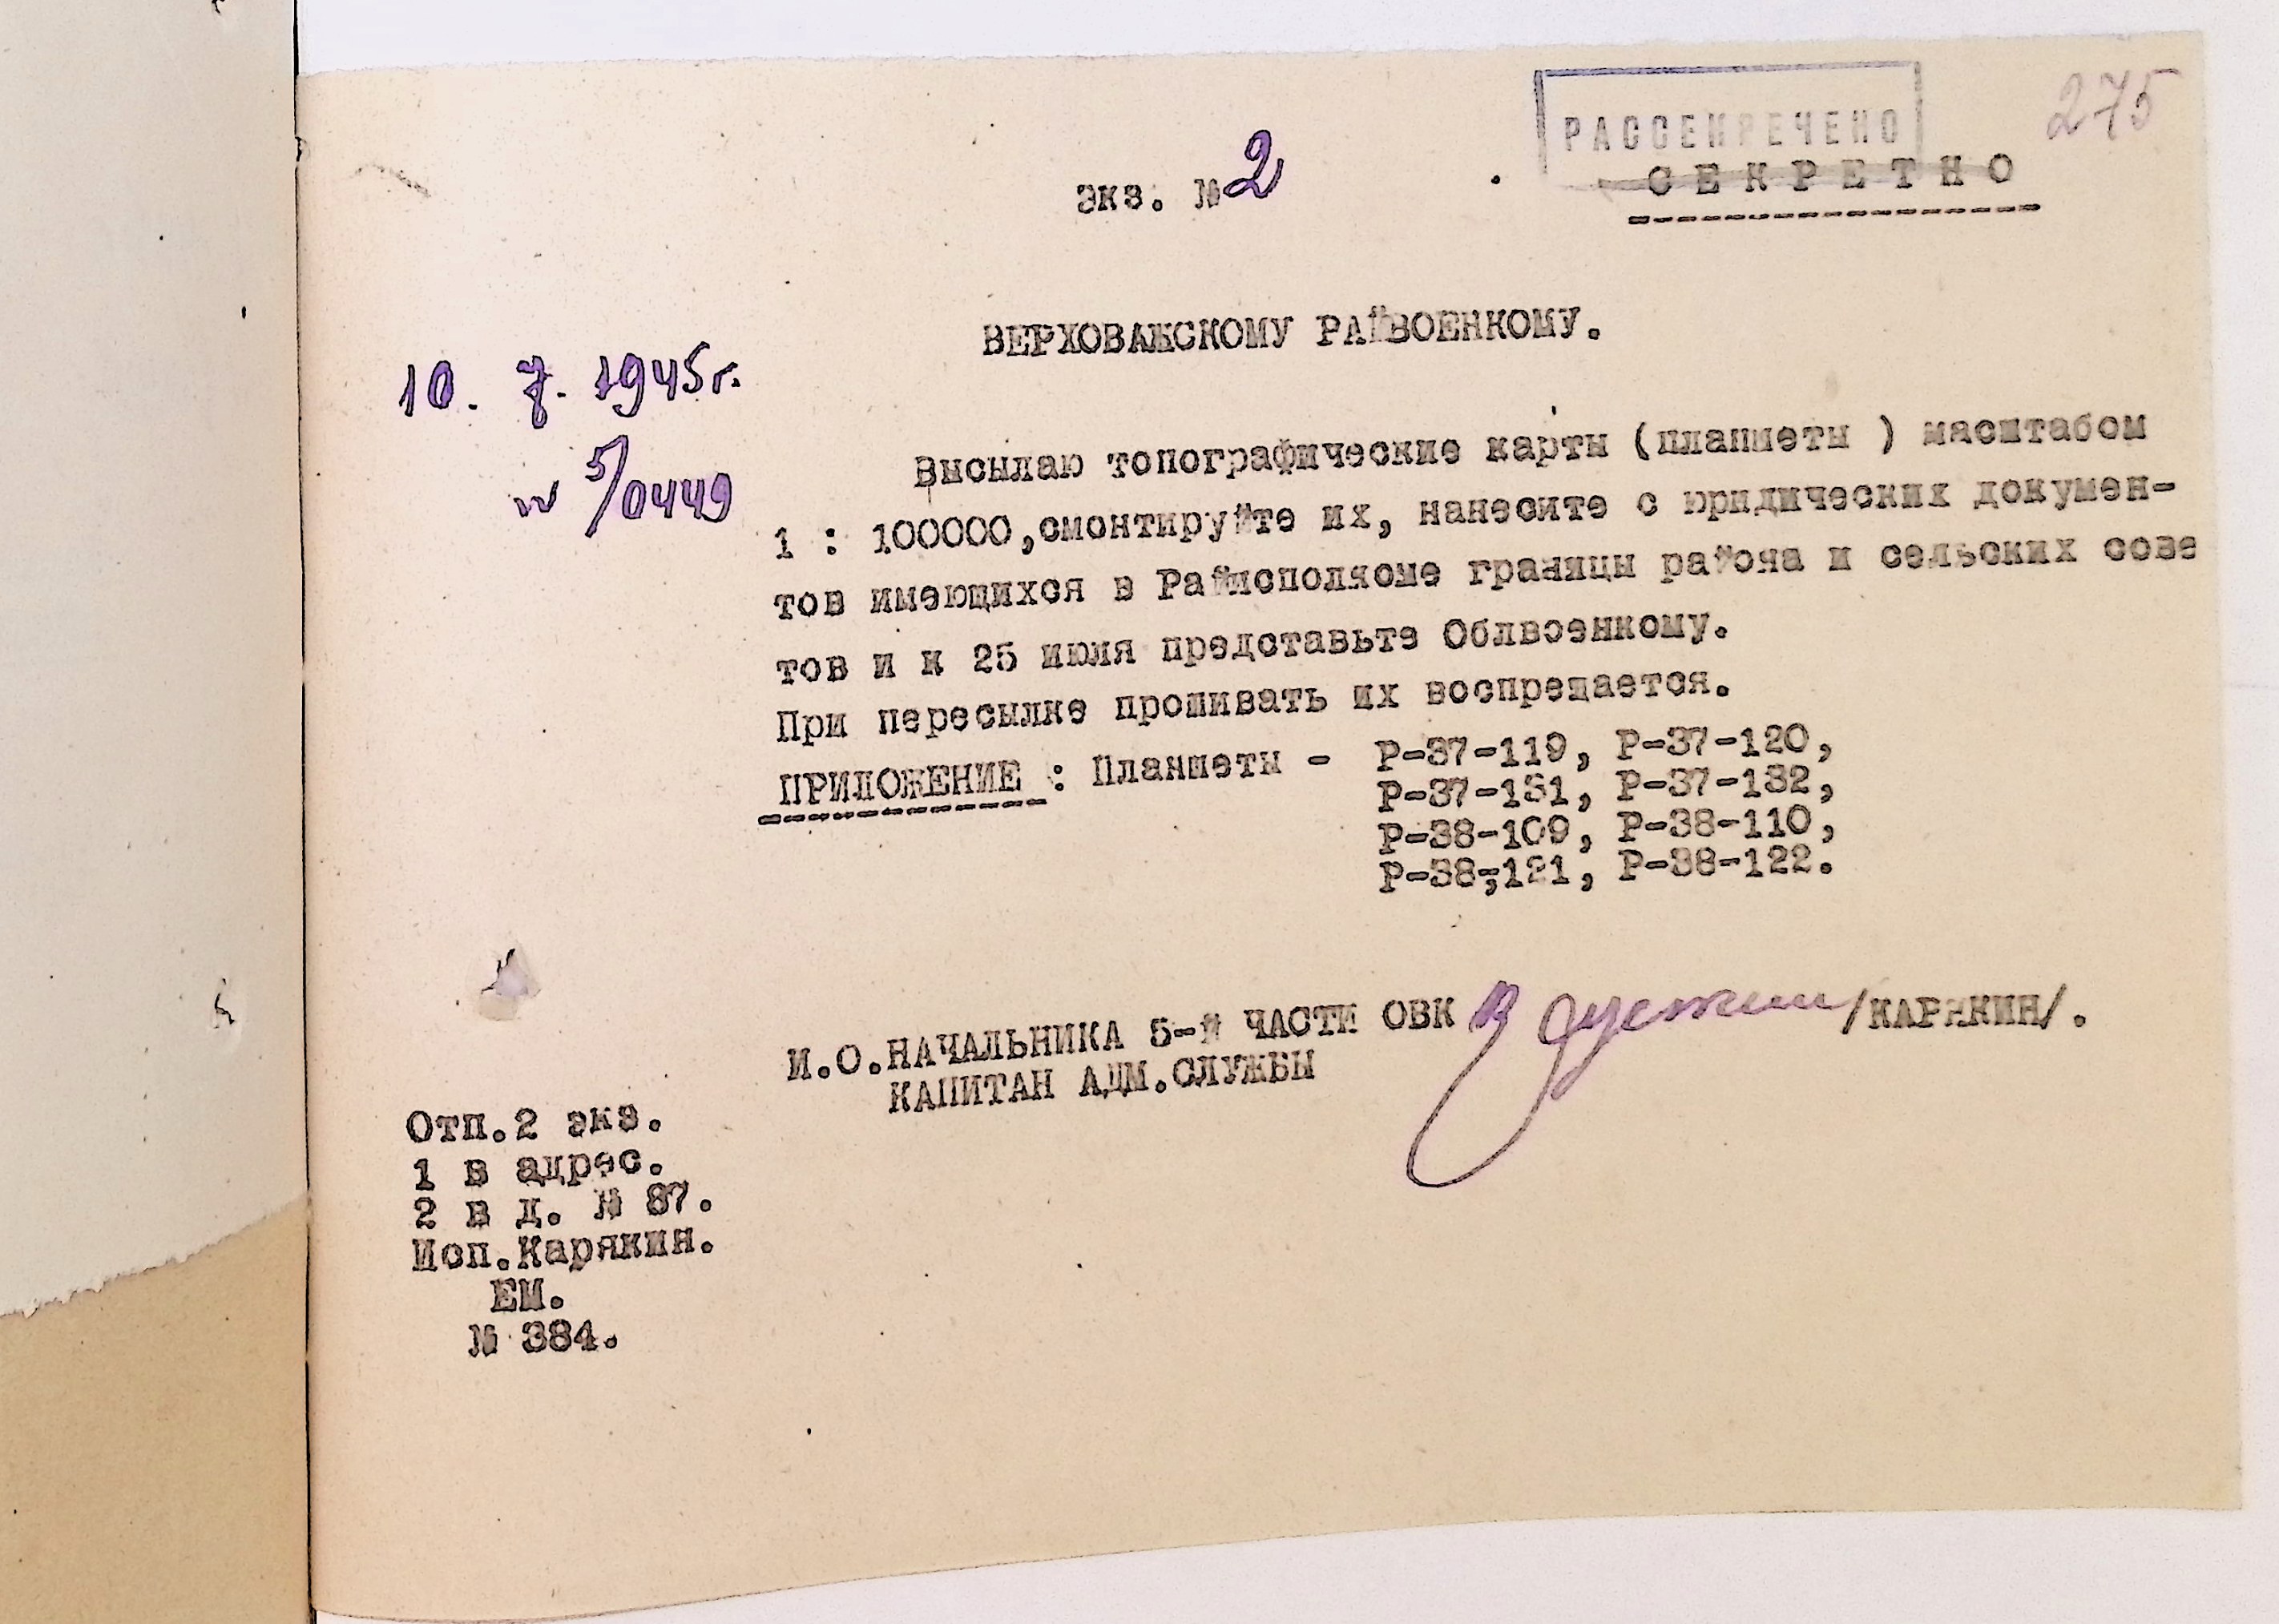 275
РАССЕКРЕЧЕНО
СЕКРЕТНО
экз. № 2
ВЕРХОВАЖСКОМУ РАЙВОЕНКОМУ.
10. 7. 1945г.
№ 5/0449
Высылаю топографические карты (планшеты ) масштабом
1 : 100000,смонтируйте их, нанесите с юридических докумен-
тов имеющихся в Райисполкоме границы района и сельских сове
тов и к 25 июля представьте Облвоенкому.
При пересылке прошивать их воспрещается.
ПРИЛОЖЕНИЕ : Планшеты - Р-37-119, Р-37-120,
Р-37-131, Р-37-132,
Р-38-109, Р-38-110,
Р-38-121, Р-38-122.
И.О.НАЧАЛЬНИКА 5-й ЧАСТИ ОВК /КАРЯКИН/.
КАПИТАН АДМ.СЛУЖБЫ
Отп.2 экз.
1 в адрес.
2 в д. № 87.
Исп.Карякин.
ЕМ.
№ 384.